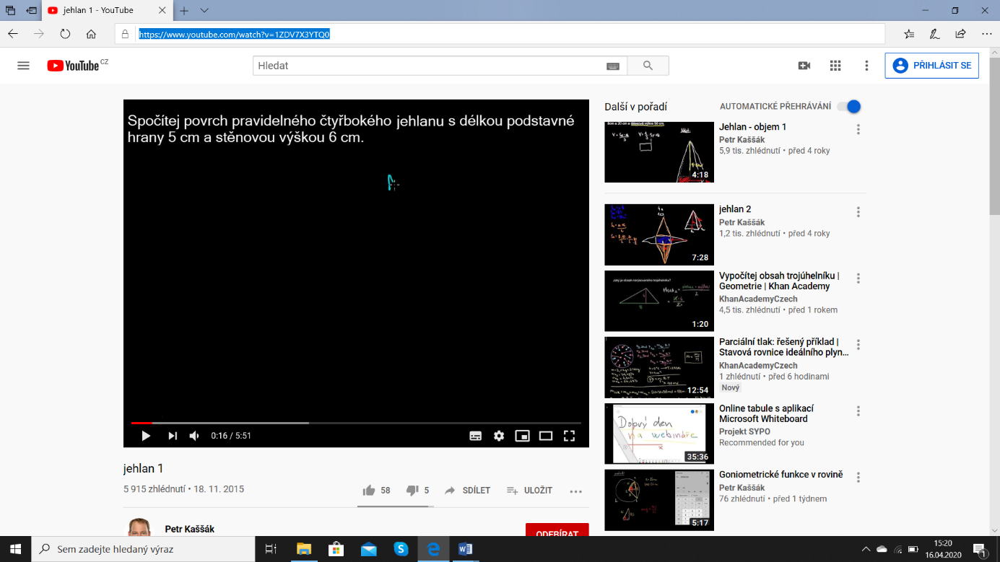 jehlan 1 - YouTube
https://www.youtube.com/watch?v=1ZDV7X3YTQ0
YouTube CZ
Hledat
PŘIHLÁSIT SE
Spočítej povrch pravidelného čtyřbokého jehlanu s délkou podstavné
hrany 5 cm a stěnovou výškou 6 cm.
0:16 / 5:51
jehlan 1
5 915 zhlédnutí • 18. 11. 2015
58
5
SDÍLET
ULOŽIT
Petr Kaššák
ODEBÍRAT
Další v pořadí
AUTOMATICKÉ PŘEHRÁVÁNÍ
4:18
Jehlan - objem 1
Petr Kaššák
5,9 tis. zhlédnutí • před 4 roky
7:28
jehlan 2
Petr Kaššák
1,2 tis. zhlédnutí • před 4 roky
1:20
Vypočítej obsah trojúhelníku |
Geometrie | Khan Academy
KhanAcademyCzech
4,5 tis. zhlédnutí • před 1 rokem
12:54
Parciální tlak: řešený příklad |
Stavová rovnice ideálního plyn...
KhanAcademyCzech
1 zhlédnutí • před 6 hodinami
Nový
Dobrý den
na webináře
35:36
Online tabule s aplikací
Microsoft Whiteboard
Projekt SYPO
Recommended for you
5:17
Goniometrické funkce v rovině
Petr Kaššák
76 zhlédnutí • před 1 týdnem
Sem zadejte hledaný výraz
15:20
16.04.2020
1